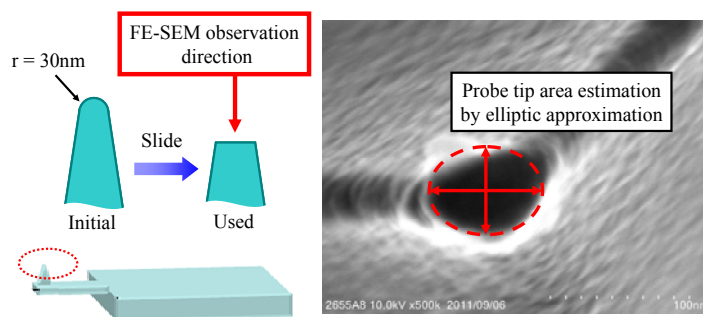 FE-SEM observation
direction
r = 30nm
Slide
Initial
Used
Probe tip area estimation
by elliptic approximation
2655A8 10.0kV x500k 2011/09/06
100nm